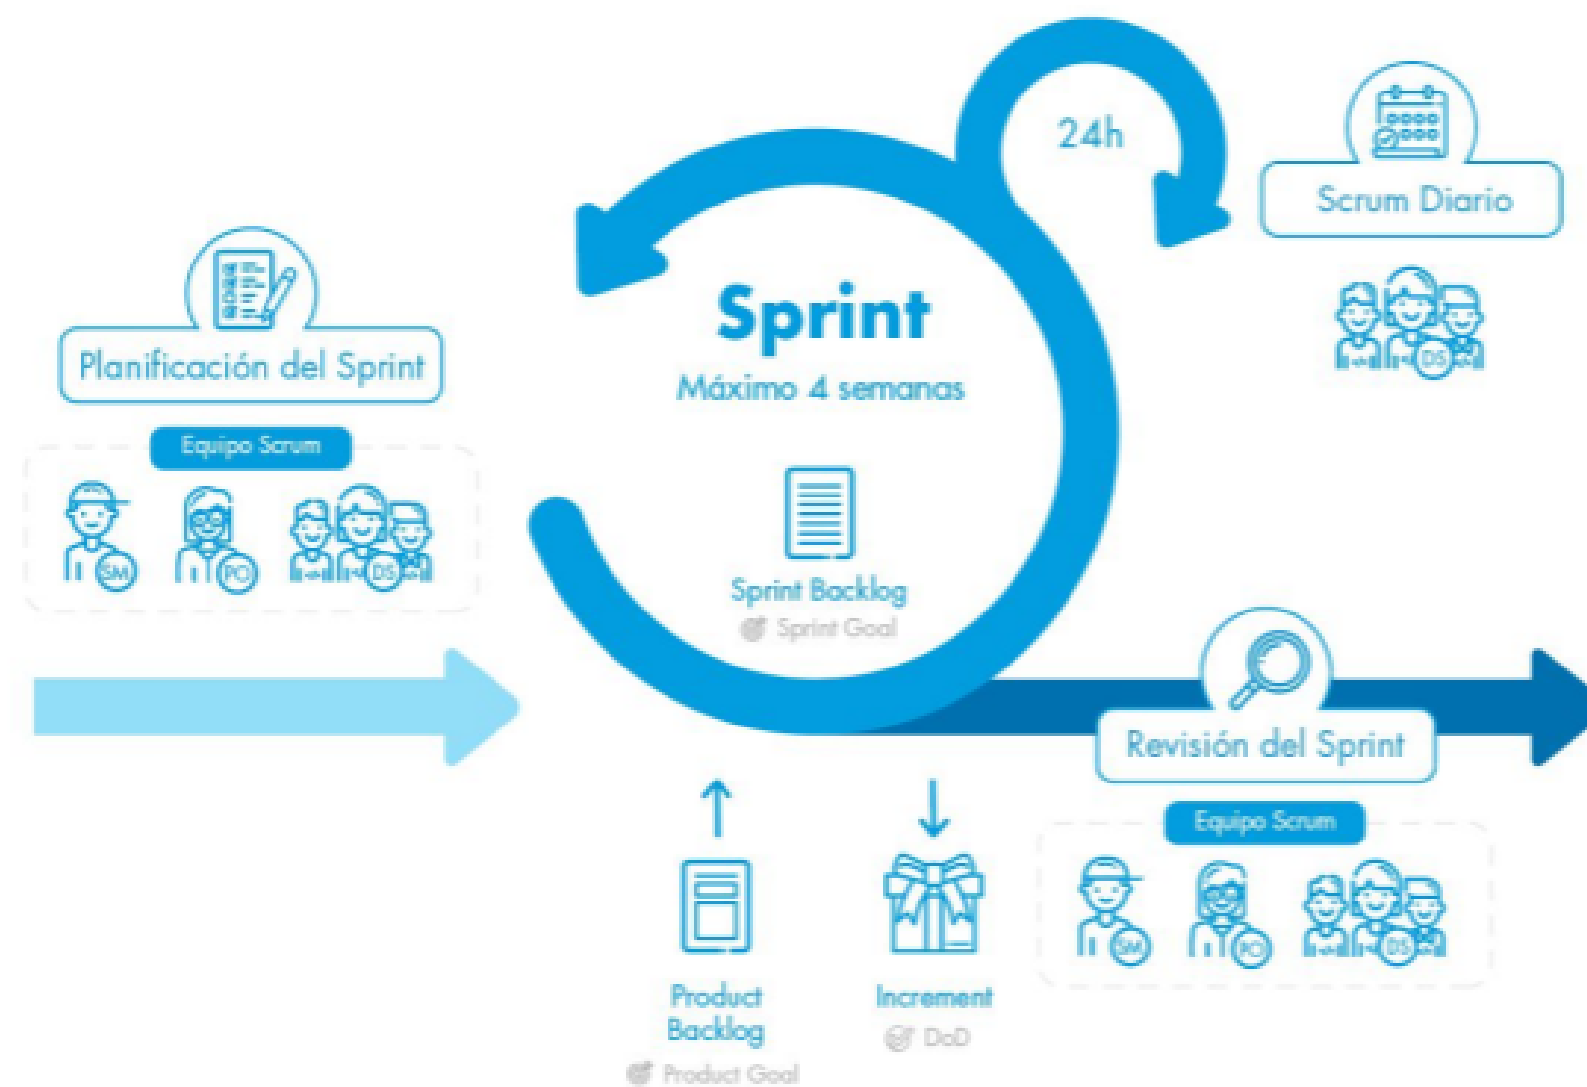 24h
Scrum Diario
DS
Planificación del Sprint
Equipo Scrum
SM
PO
DS
Sprint
Máximo 4 semanas
Sprint Backlog
Sprint Goal
Revisión del Sprint
Equipo Scrum
SM
PO
DS
Product
Backlog
Product Goal
Increment
DoD